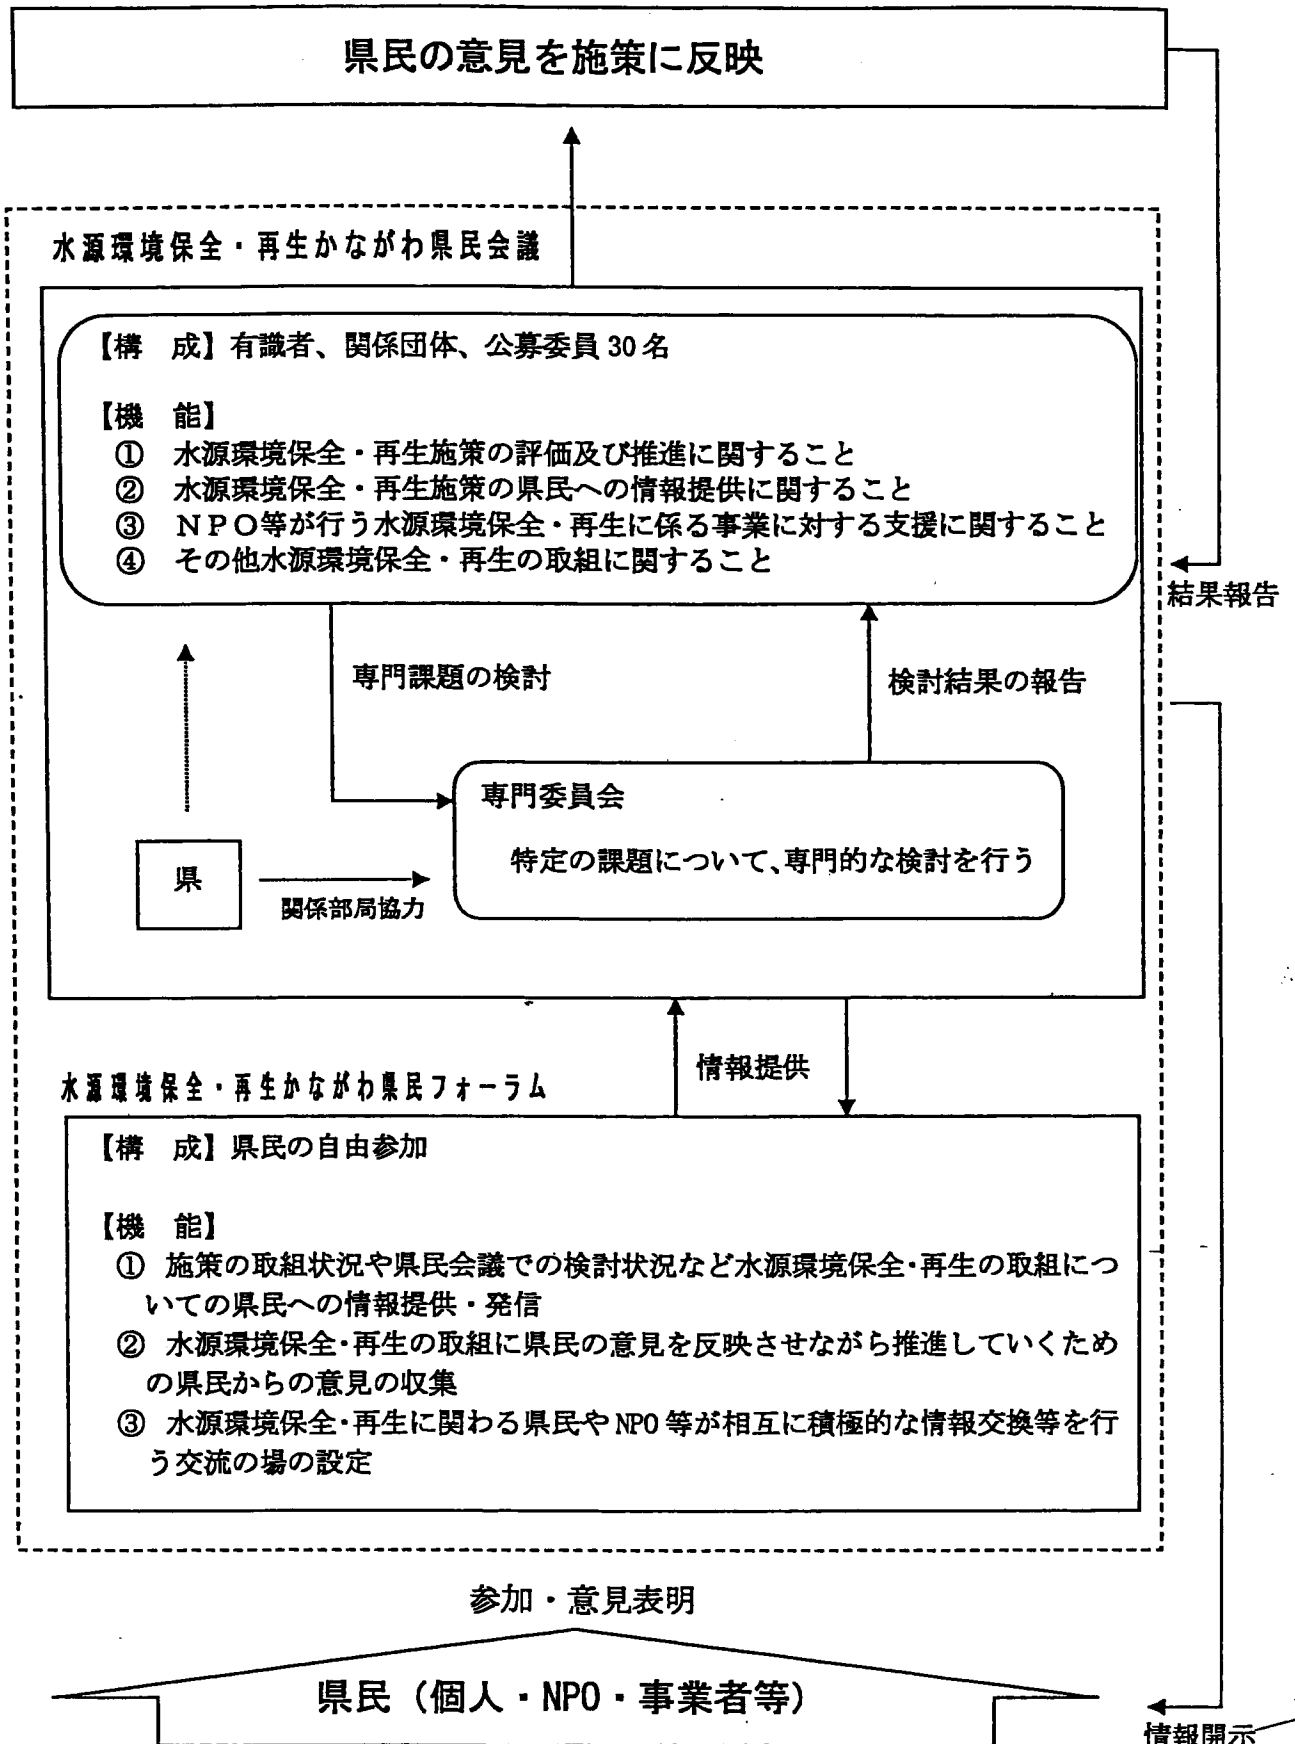 県民の意見を施策に反映
水源環境保全・再生かながわ県民会議
【構　成】有識者、関係団体、公募委員30名
【機　能】
①　水源環境保全・再生施策の評価及び推進に関すること
②　水源環境保全・再生施策の県民への情報提供に関すること
③　ＮＰＯ等が行う水源環境保全・再生に係る事業に対する支援に関すること
④　その他水源環境保全・再生の取組に関すること
結果報告
専門課題の検討
検討結果の報告
専門委員会
特定の課題について、専門的な検討を行う
県
関係部局協力
情報提供
水源環境保全・再生かながわ県民フォーラム
【構　成】県民の自由参加
【機　能】
①　施策の取組状況や県民会議での検討状況など水源環境保全・再生の取組につ
いての県民への情報提供・発信
②　水源環境保全・再生の取組に県民の意見を反映させながら推進していくため
の県民からの意見の収集
③　水源環境保全・再生に関わる県民やNPO等が相互に積極的な情報交換等を行
う交流の場の設定
参加・意見表明
県民（個人・NPO・事業者等）
情報開示